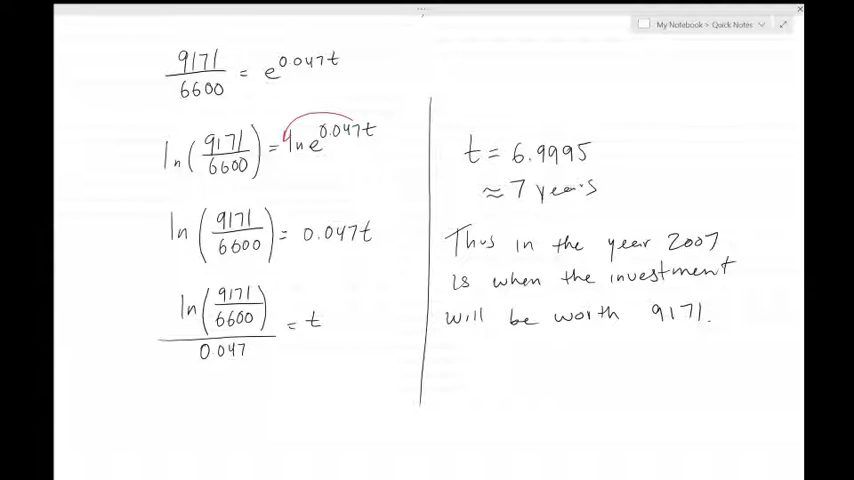 My Notebook > Quick Notes
9171/6600 = e^0.047t
ln(9171/6600) = ln e^0.047t
ln(9171/6600) = 0.047t
ln(9171/6600)/0.047 = t
t = 6.9995
≈ 7 years
Thus in the year 2007
is when the investment
will be worth 9171.